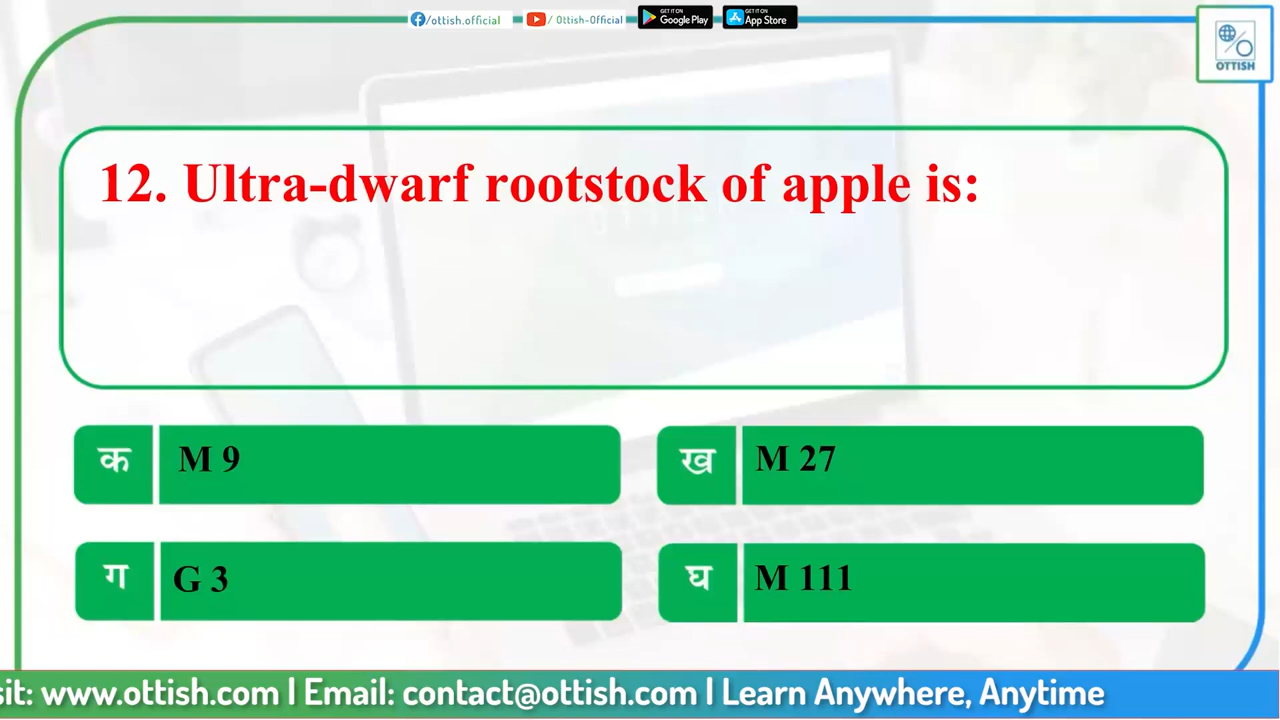 /ottish.official
/ Ottish-Official
GET IT ON
Google Play
GET IT ON
App Store
OTTISH
12. Ultra-dwarf rootstock of apple is:
क M 9
ख M 27
ग G 3
घ M 111
sit: www.ottish.com | Email: contact@ottish.com | Learn Anywhere, Anytime